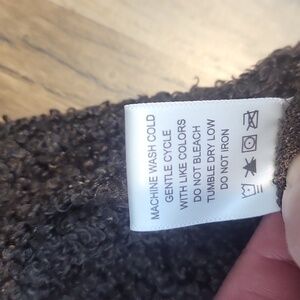 MACHINE WASH COLD
GENTLE CYCLE
WITH LIKE COLORS
DO NOT BLEACH
TUMBLE DRY LOW
DO NOT IRON